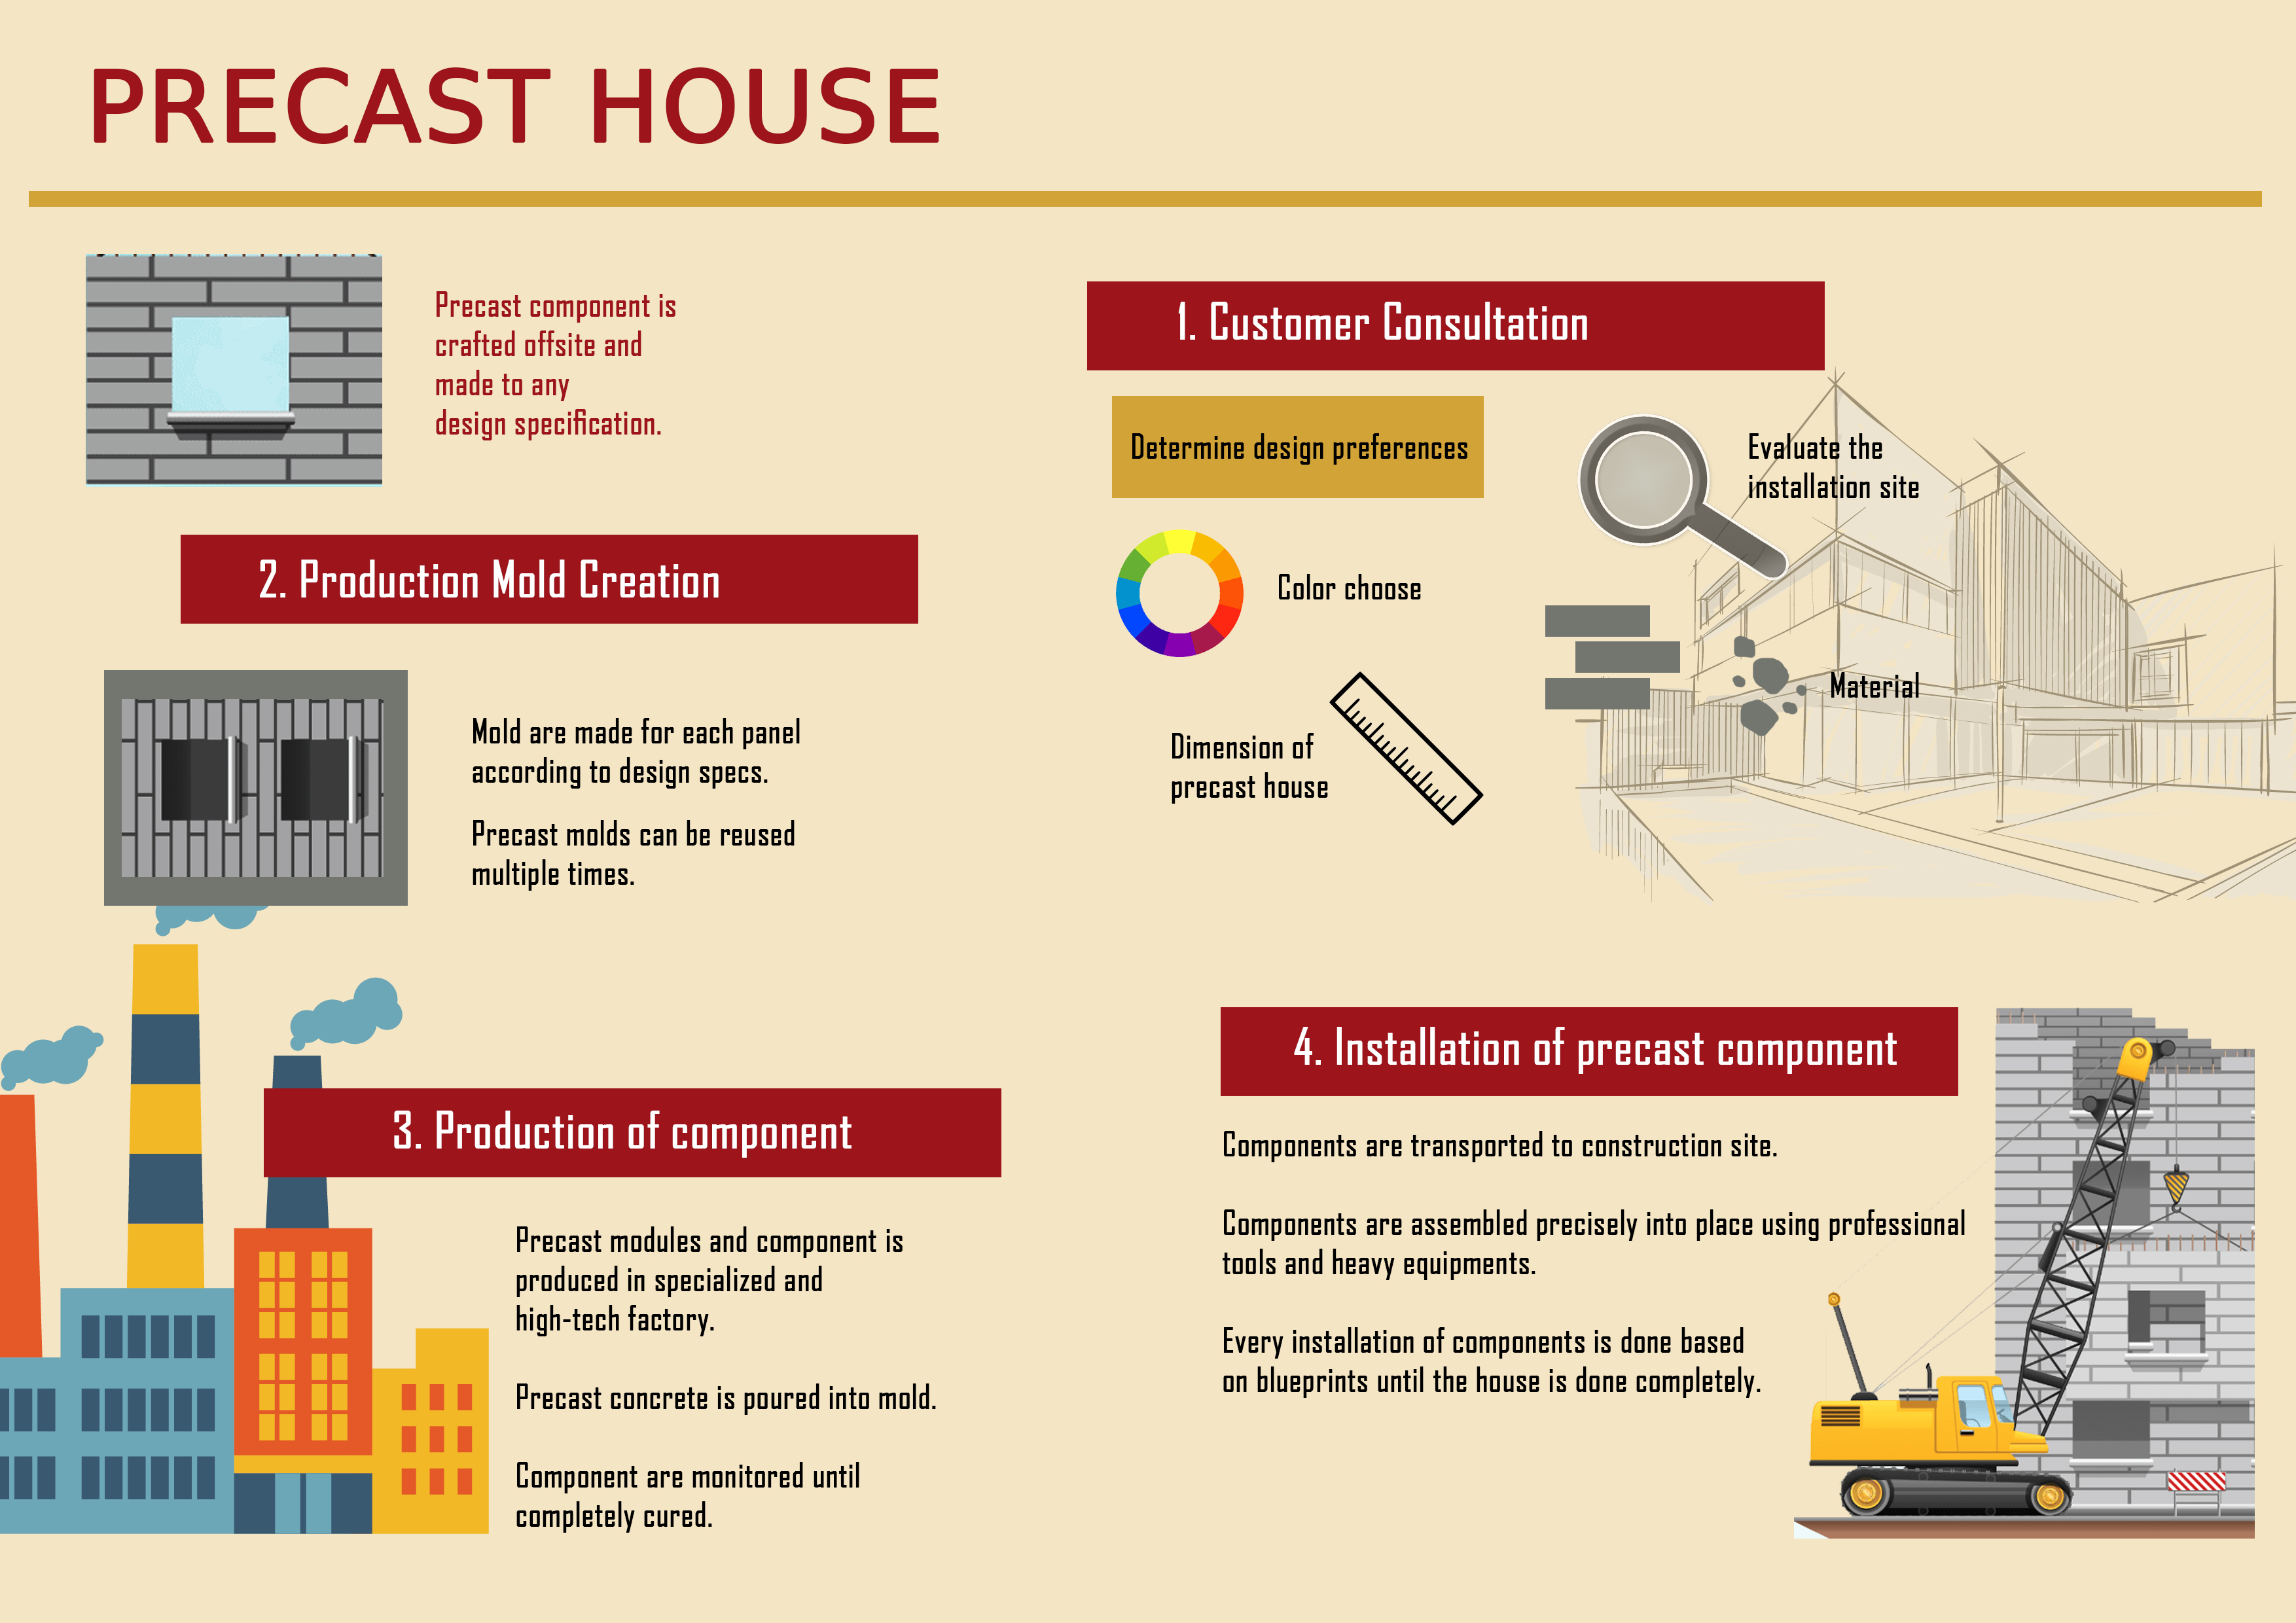 PRECAST HOUSE
Precast component is
crafted offsite and
made to any
design specification.
1. Customer Consultation
Determine design preferences
Evaluate the
installation site
Color choose
Material
Dimension of
precast house
2. Production Mold Creation
Mold are made for each panel
according to design specs.
Precast molds can be reused
multiple times.
3. Production of component
Precast modules and component is
produced in specialized and
high-tech factory.
Precast concrete is poured into mold.
Component are monitored until
completely cured.
4. Installation of precast component
Components are transported to construction site.
Components are assembled precisely into place using professional
tools and heavy equipments.
Every installation of components is done based
on blueprints until the house is done completely.